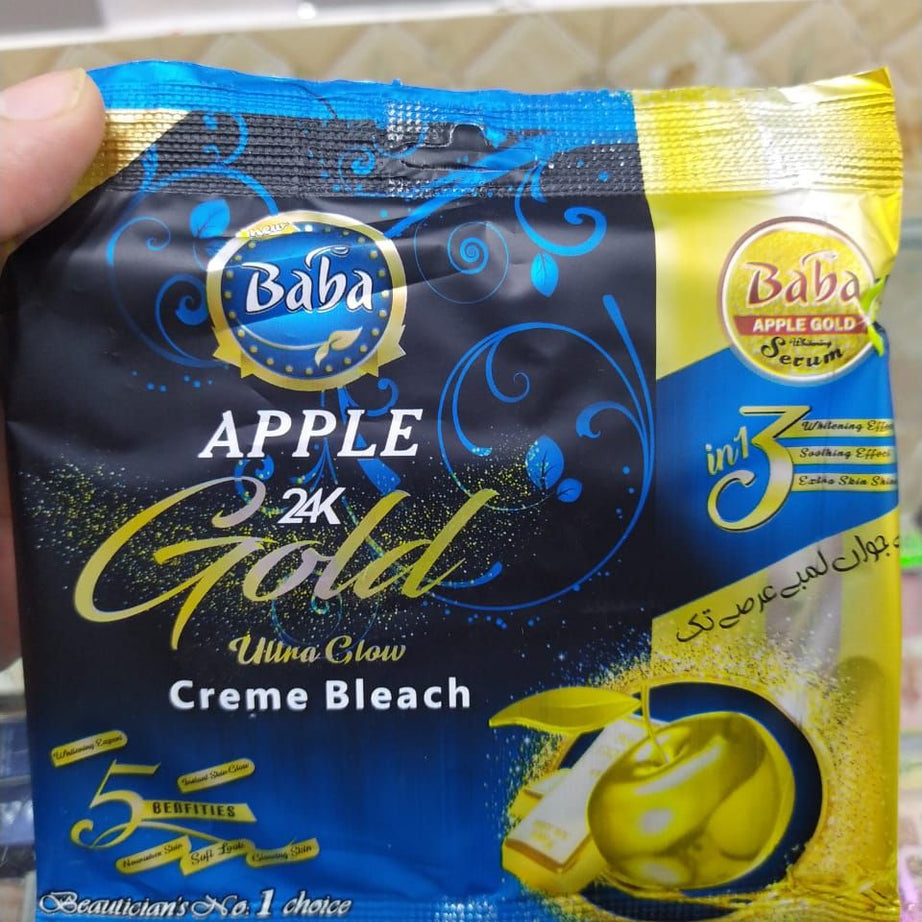 new
Baba
APPLE
24K
Gold
Ultra Glow
Creme Bleach
Whitening Expert
Instant Skin Glow
5
BEBFITIES
Nourishes Skin
Soft Look
Glowing Skin
Beautician's No. 1 choice
Baba
APPLE GOLD
Whitening
Serum
3 in 1
Whitening Effect
Soothing Effect
Extra Skin
جوان لمبے عرصے تک